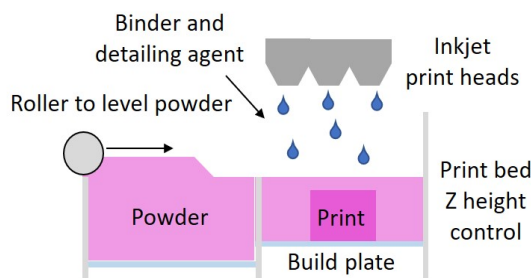 Binder and
detailing agent
Inkjet
print heads
Roller to level powder
Powder
Print
Print bed
Z height
control
Build plate